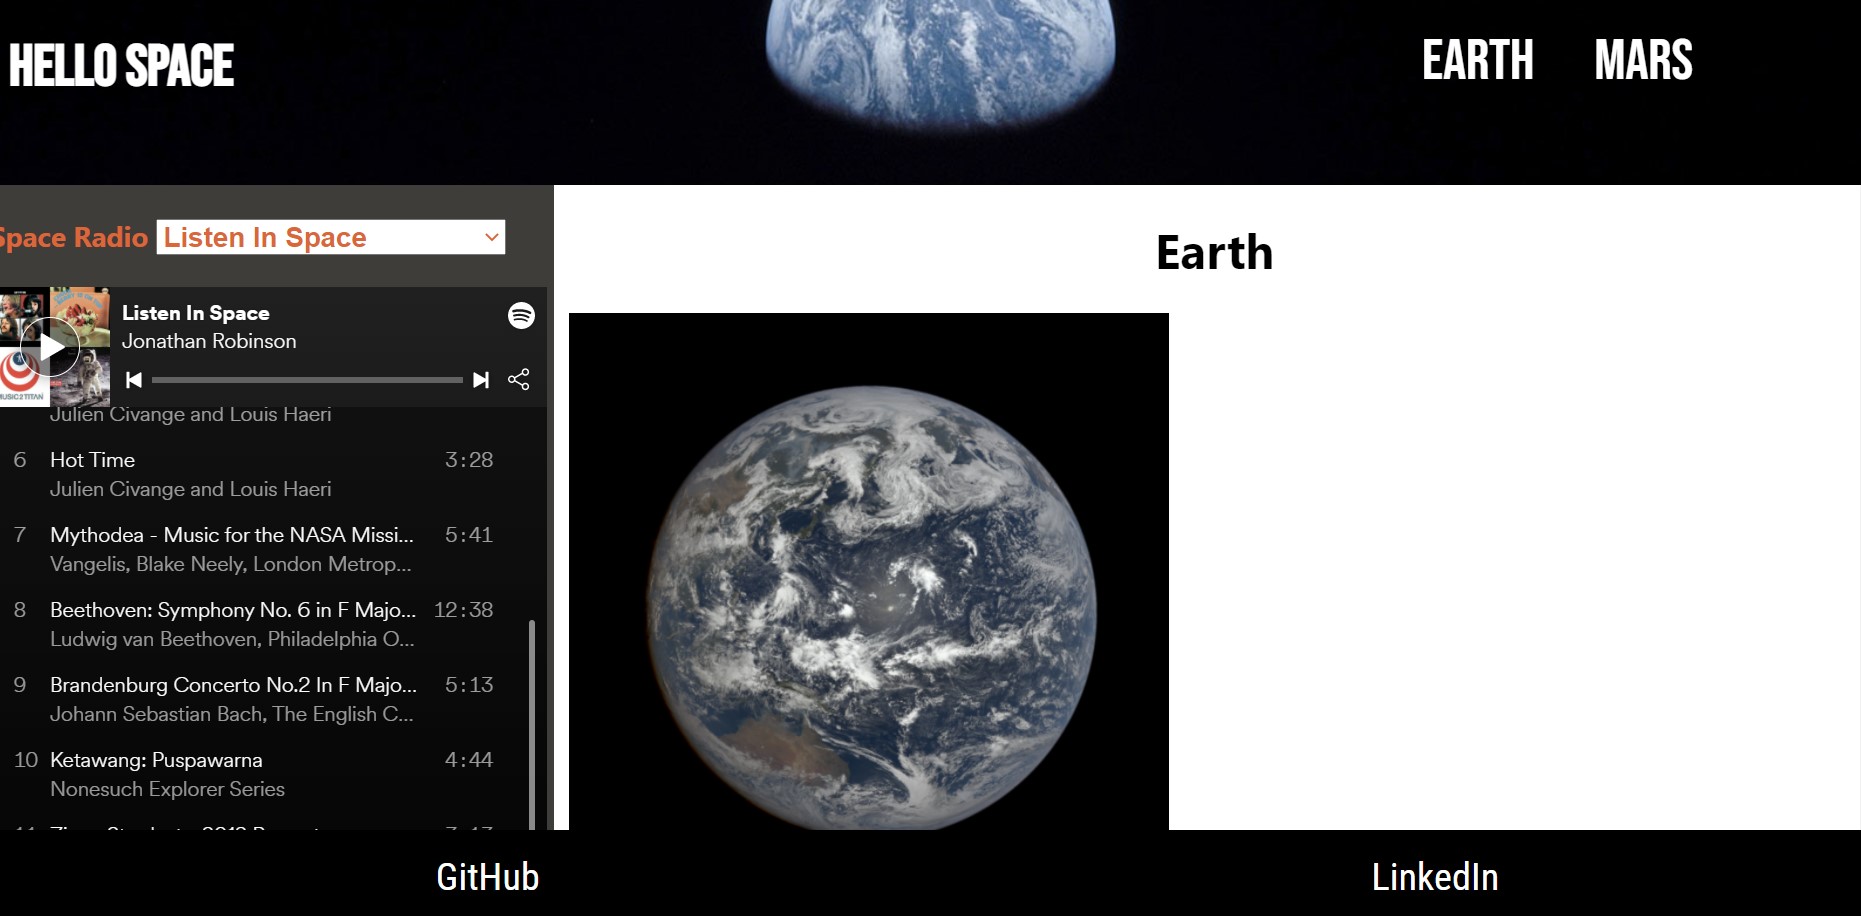 HELLO SPACE
EARTH MARS
Space Radio Listen In Space
Earth
Listen In Space
Jonathan Robinson
MUSIC2TITAN
Julien Civange and Louis Haeri
6 Hot Time 3:28
Julien Civange and Louis Haeri
7 Mythodea - Music for the NASA Missi... 5:41
Vangelis, Blake Neely, London Metrop...
8 Beethoven: Symphony No. 6 in F Majo... 12:38
Ludwig van Beethoven, Philadelphia O...
9 Brandenburg Concerto No.2 In F Majo... 5:13
Johann Sebastian Bach, The English C...
10 Ketawang: Puspawarna 4:44
Nonesuch Explorer Series
GitHub LinkedIn